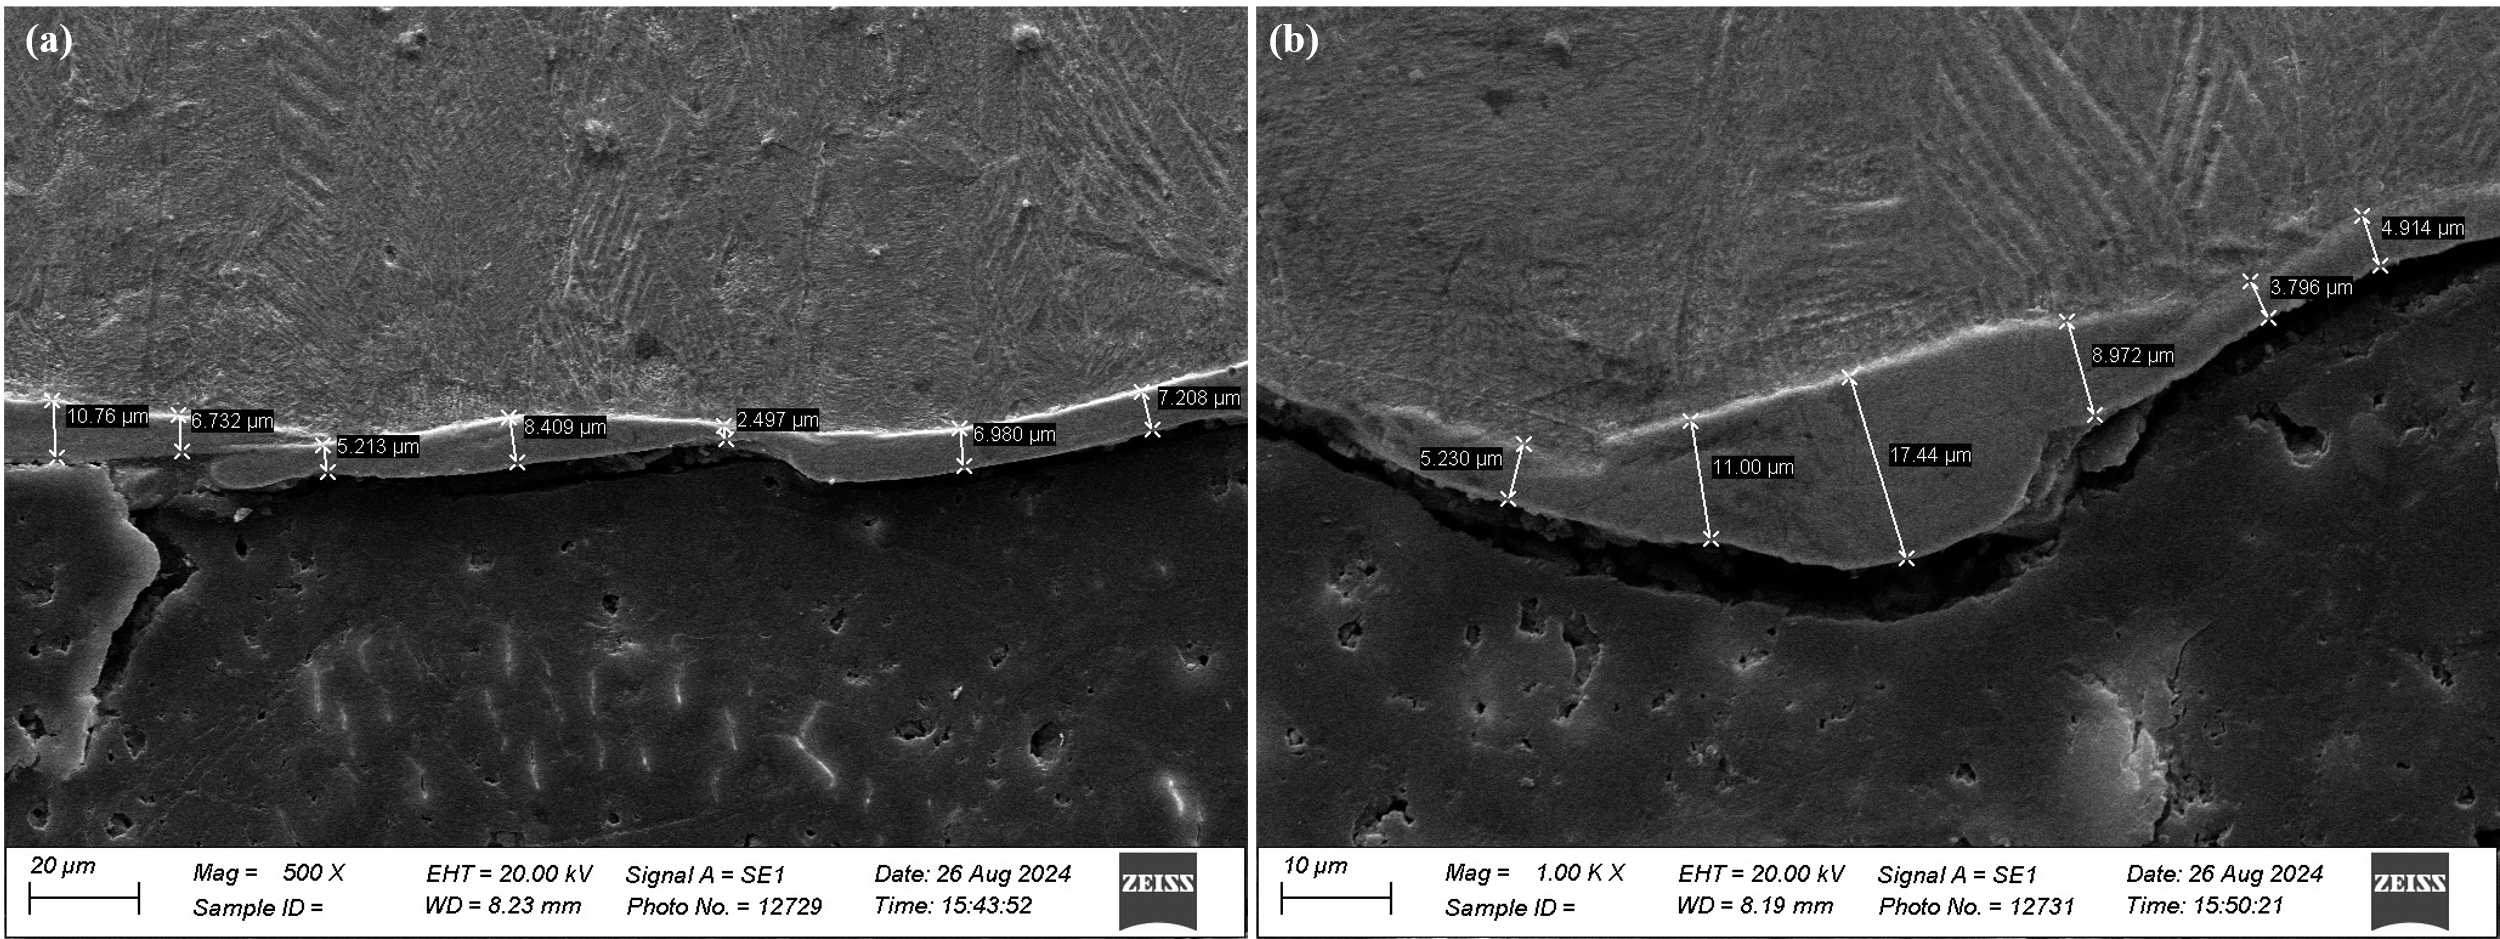 (a)
10.76 µm
6.732 µm
5.213 µm
8.409 µm
2.497 µm
6.980 µm
7.208 µm
20 µm
Mag = 500 X
EHT = 20.00 kV
Signal A = SE1
Date: 26 Aug 2024
Sample ID =
WD = 8.23 mm
Photo No. = 12729
Time: 15:43:52
ZEISS
(b)
4.914 µm
3.796 µm
8.972 µm
5.230 µm
11.00 µm
17.44 µm
10 µm
Mag = 1.00 K X
EHT = 20.00 kV
Signal A = SE1
Date: 26 Aug 2024
Sample ID =
WD = 8.19 mm
Photo No. = 12731
Time: 15:50:21
ZEISS